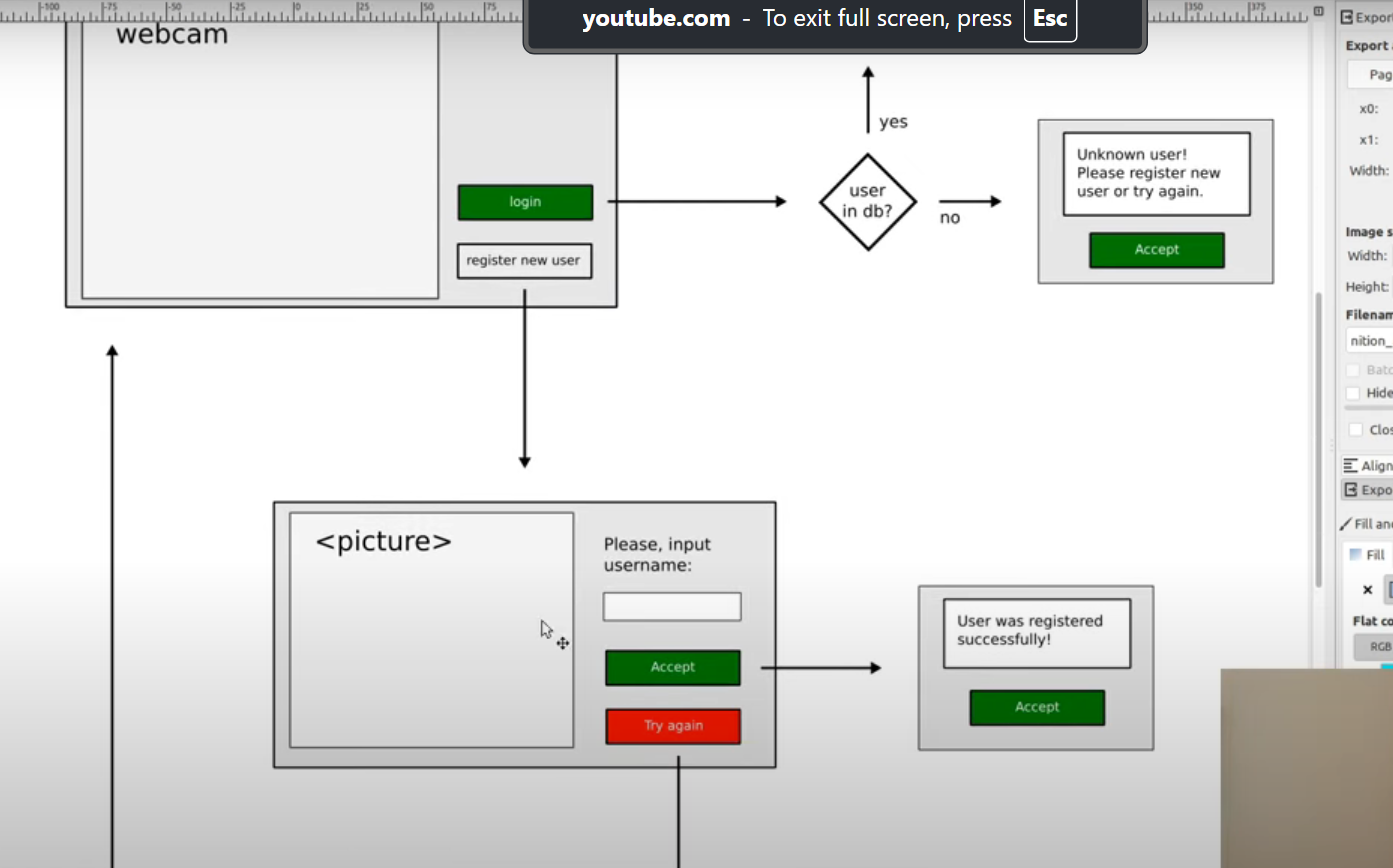 youtube.com - To exit full screen, press Esc
-100 -75 -50 -25 0 25 50 75 350 375
webcam
login
register new user
yes
user
in db?
no
Unknown user!
Please register new
user or try again.
Accept
<picture>
Please, input
username:
Accept
Try again
User was registered
successfully!
Accept
Export
Export
Pag
x0:
x1:
Width:
Image s
Width:
Height:
Filenam
nition_
Batc
Hide
Clos
Align
Expo
Fill an
Fill
Flat co
RGB